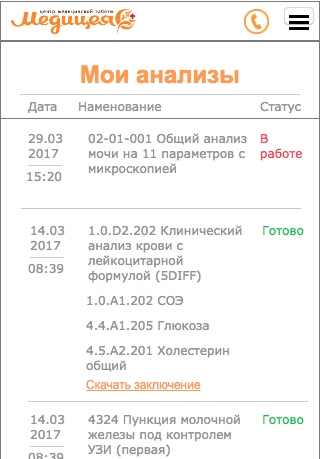 центр медицинской заботы
Медицея
Мои анализы
Дата Наименование Статус
29.03 02-01-001 Общий анализ В
2017 мочи на 11 параметров с работе
15:20 микроскопией
14.03 1.0.D2.202 Клинический Готово
2017 анализ крови с
08:39 лейкоцитарной
формулой (5DIFF)
1.0.A1.202 СОЭ
4.4.A1.205 Глюкоза
4.5.A2.201 Холестерин
общий
Скачать заключение
14.03 4324 Пункция молочной Готово
2017 железы под контролем
08:39 УЗИ (первая)